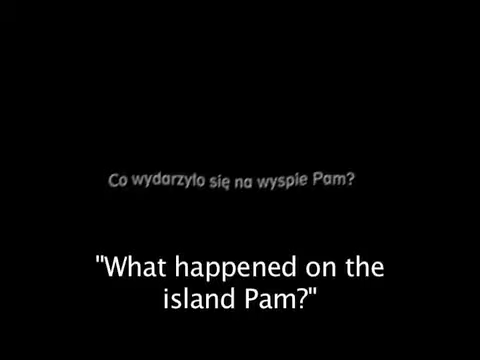 Co wydarzyło się na wyspie Pam?
"What happened on the
island Pam?"